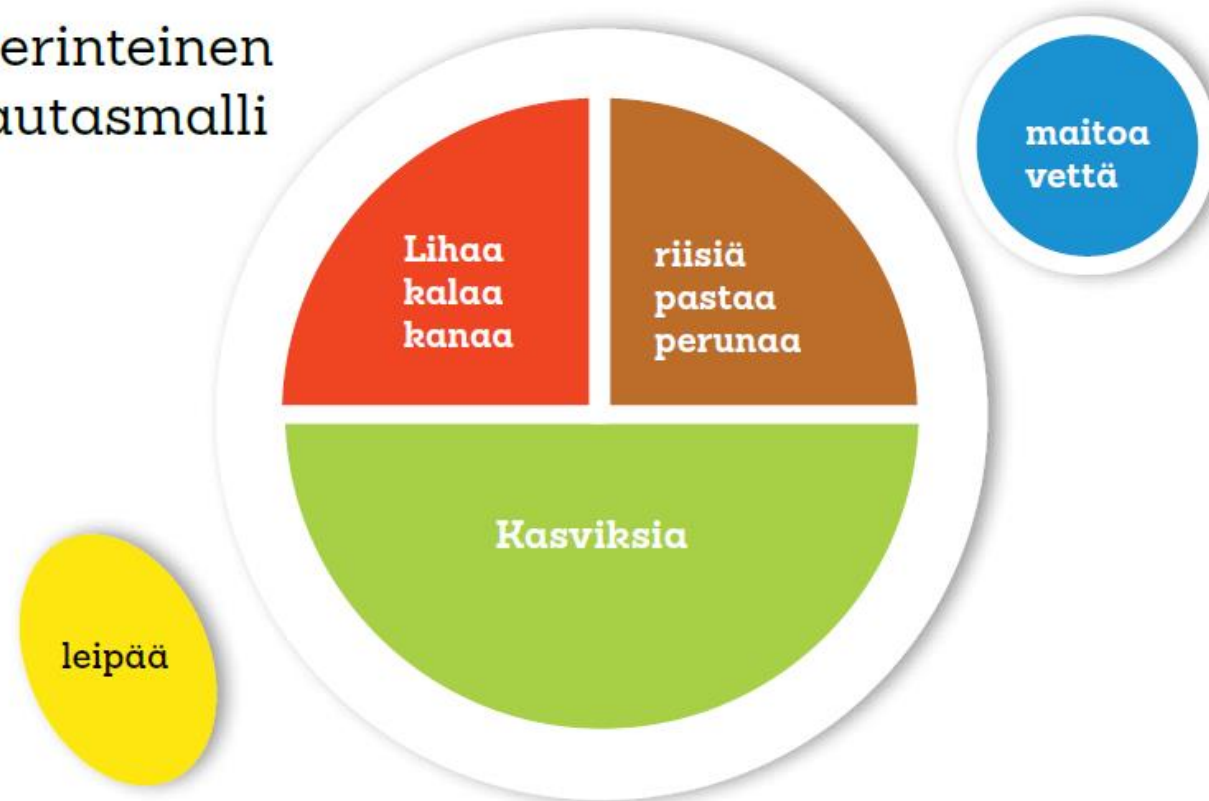 erinteinen
autasmalli
maitoa
vettä
Lihaa
kalaa
kanaa
riisiä
pastaa
perunaa
Kasviksia
leipää